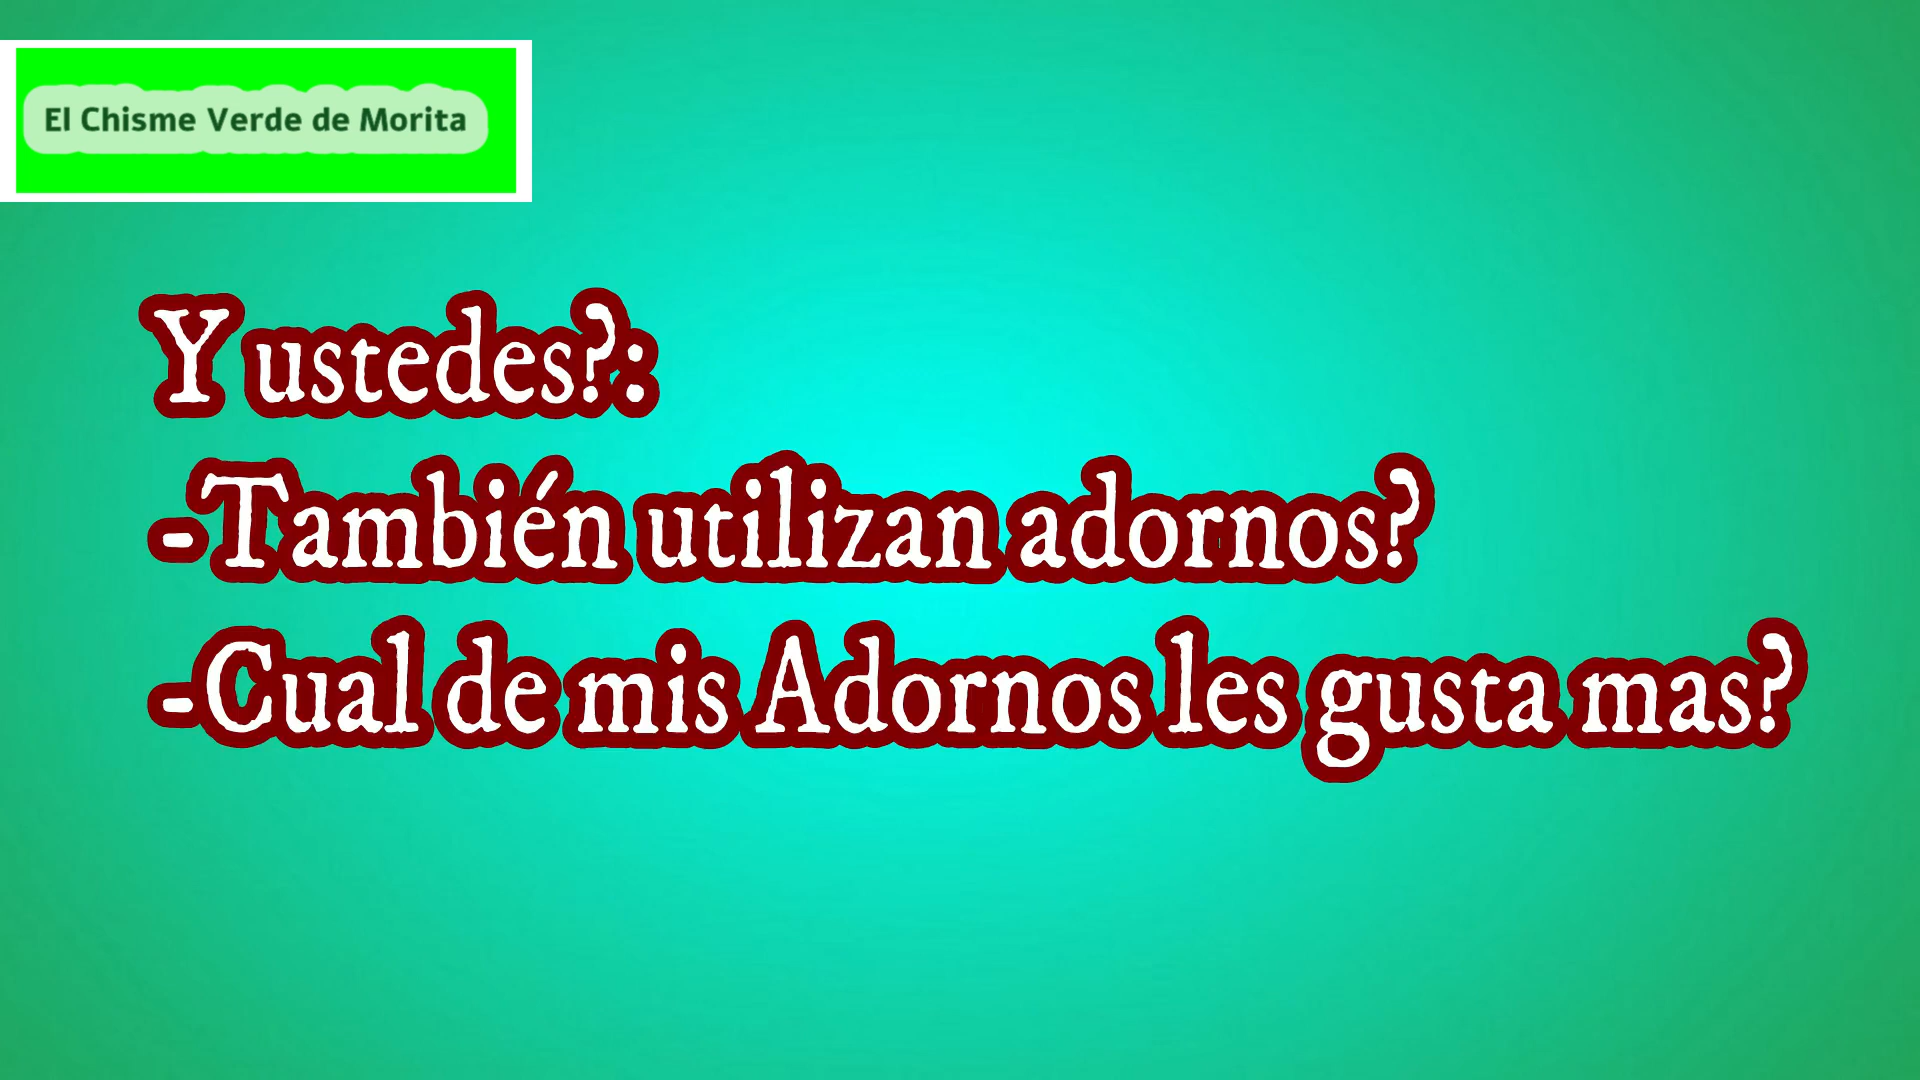 El Chisme Verde de Morita
Y ustedes?:
-También utilizan adornos?
-Cual de mis Adornos les gusta mas?